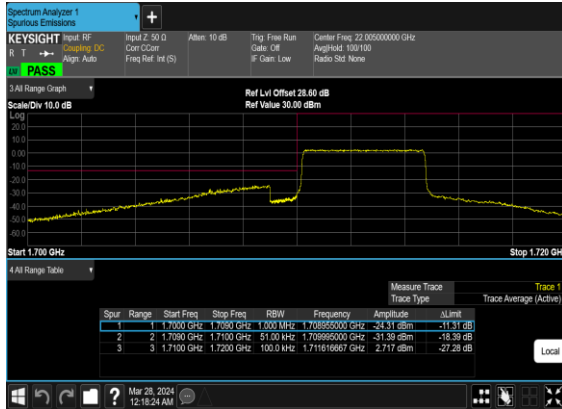 Spectrum Analyzer 1
Spurious Emissions
KEYSIGHT Input: RF Input Z: 50 Ω Atten: 10 dB Trig: Free Run Center Freq: 22.005000000 GHz
R T Coupling: DC Corr CCorr Gate: Off Avg|Hold: 100/100
Align: Auto Freq Ref: Int (S) IF Gain: Low Radio Std: None
PASS
3 All Range Graph
Ref Lvl Offset 28.60 dB
Scale/Div 10.0 dB Ref Value 30.00 dBm
Log
20.0
10.0
0.00
-10.0
-20.0
-30.0
-40.0
-50.0
-60.0
Start 1.700 GHz Stop 1.720 GH
4 All Range Table
Measure Trace Trace 1
Trace Type Trace Average (Active)
Spur Range Start Freq Stop Freq RBW Frequency Amplitude ΔLimit
1 1 1.7000 GHz 1.7090 GHz 1.000 MHz 1.708955000 GHz -24.31 dBm -11.31 dB
2 2 1.7090 GHz 1.7100 GHz 51.00 kHz 1.709995000 GHz -31.39 dBm -18.39 dB
3 3 1.7100 GHz 1.7200 GHz 100.0 kHz 1.711616667 GHz 2.717 dBm -27.28 dB
Local
Mar 28, 2024
12:18:24 AM